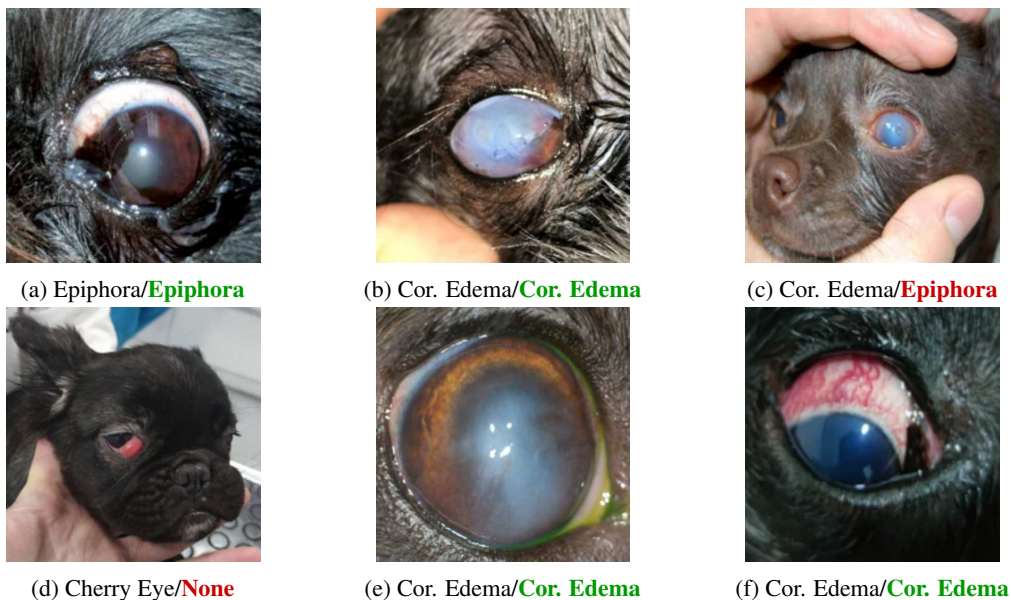 (a) Epiphora/Epiphora
(b) Cor. Edema/Cor. Edema
(c) Cor. Edema/Epiphora
(d) Cherry Eye/None
(e) Cor. Edema/Cor. Edema
(f) Cor. Edema/Cor. Edema